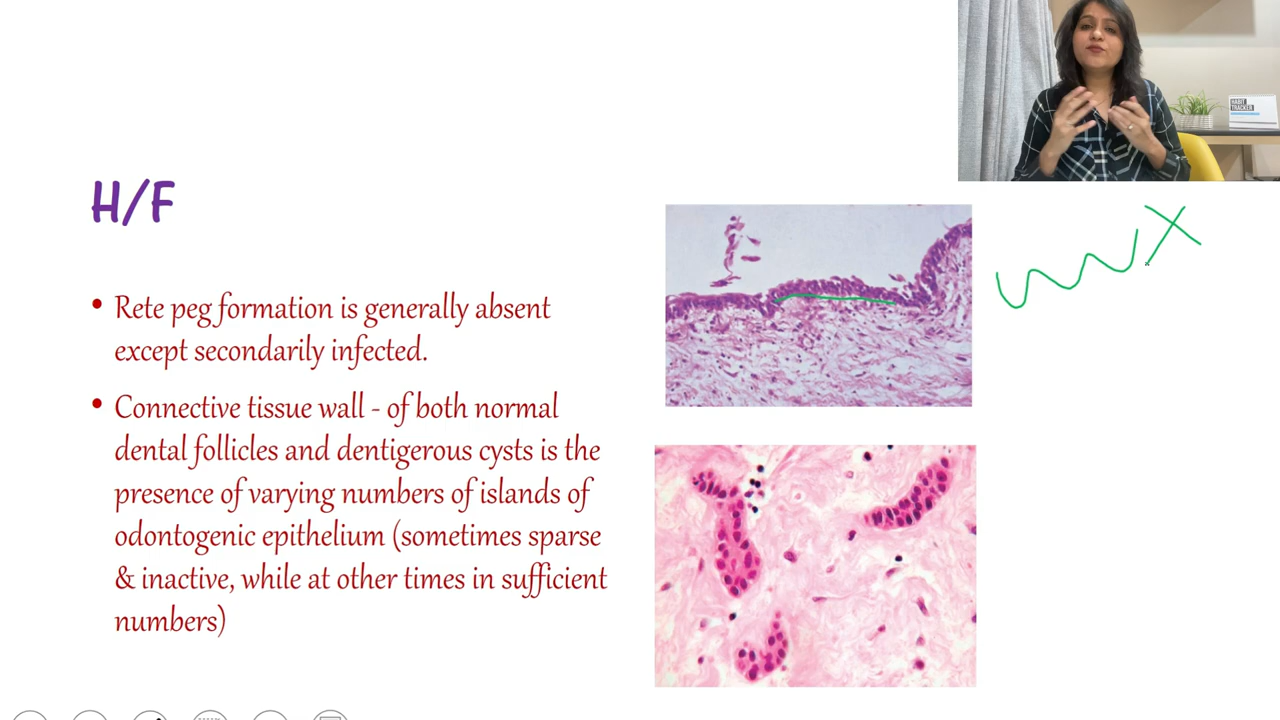 HABIT
TRACKER
H/F
• Rete peg formation is generally absent
except secondarily infected.
• Connective tissue wall - of both normal
dental follicles and dentigerous cysts is the
presence of varying numbers of islands of
odontogenic epithelium (sometimes sparse
& inactive, while at other times in sufficient
numbers)